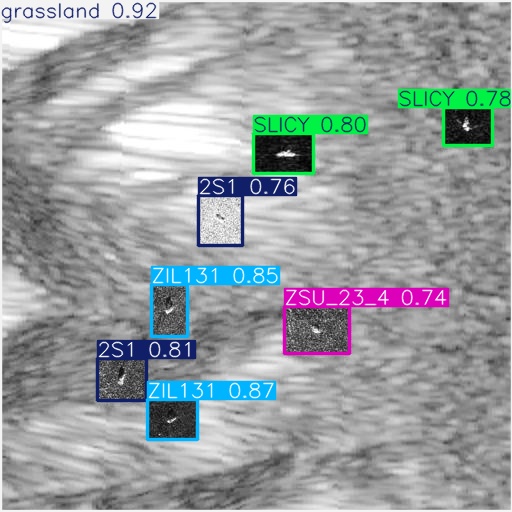 grassland 0.92
SLICY 0.78
SLICY 0.80
2S1 0.76
ZIL131 0.85
ZSU_23_4 0.74
2S1 0.81
ZIL131 0.87